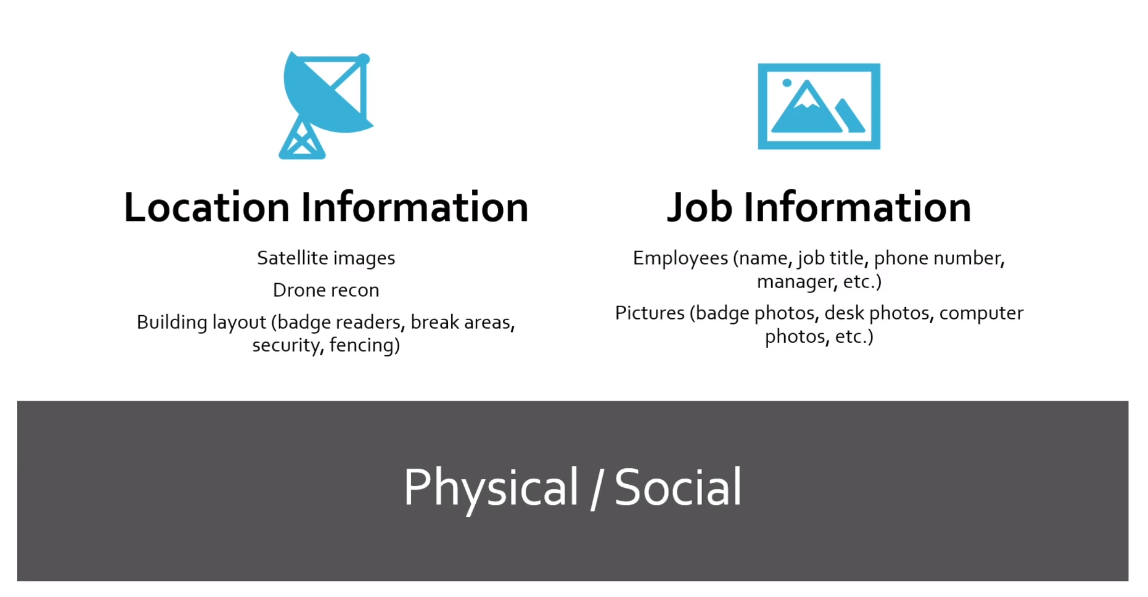 Location Information
Satellite images
Drone recon
Building layout (badge readers, break areas,
security, fencing)
Job Information
Employees (name, job title, phone number,
manager, etc.)
Pictures (badge photos, desk photos, computer
photos, etc.)
Physical / Social